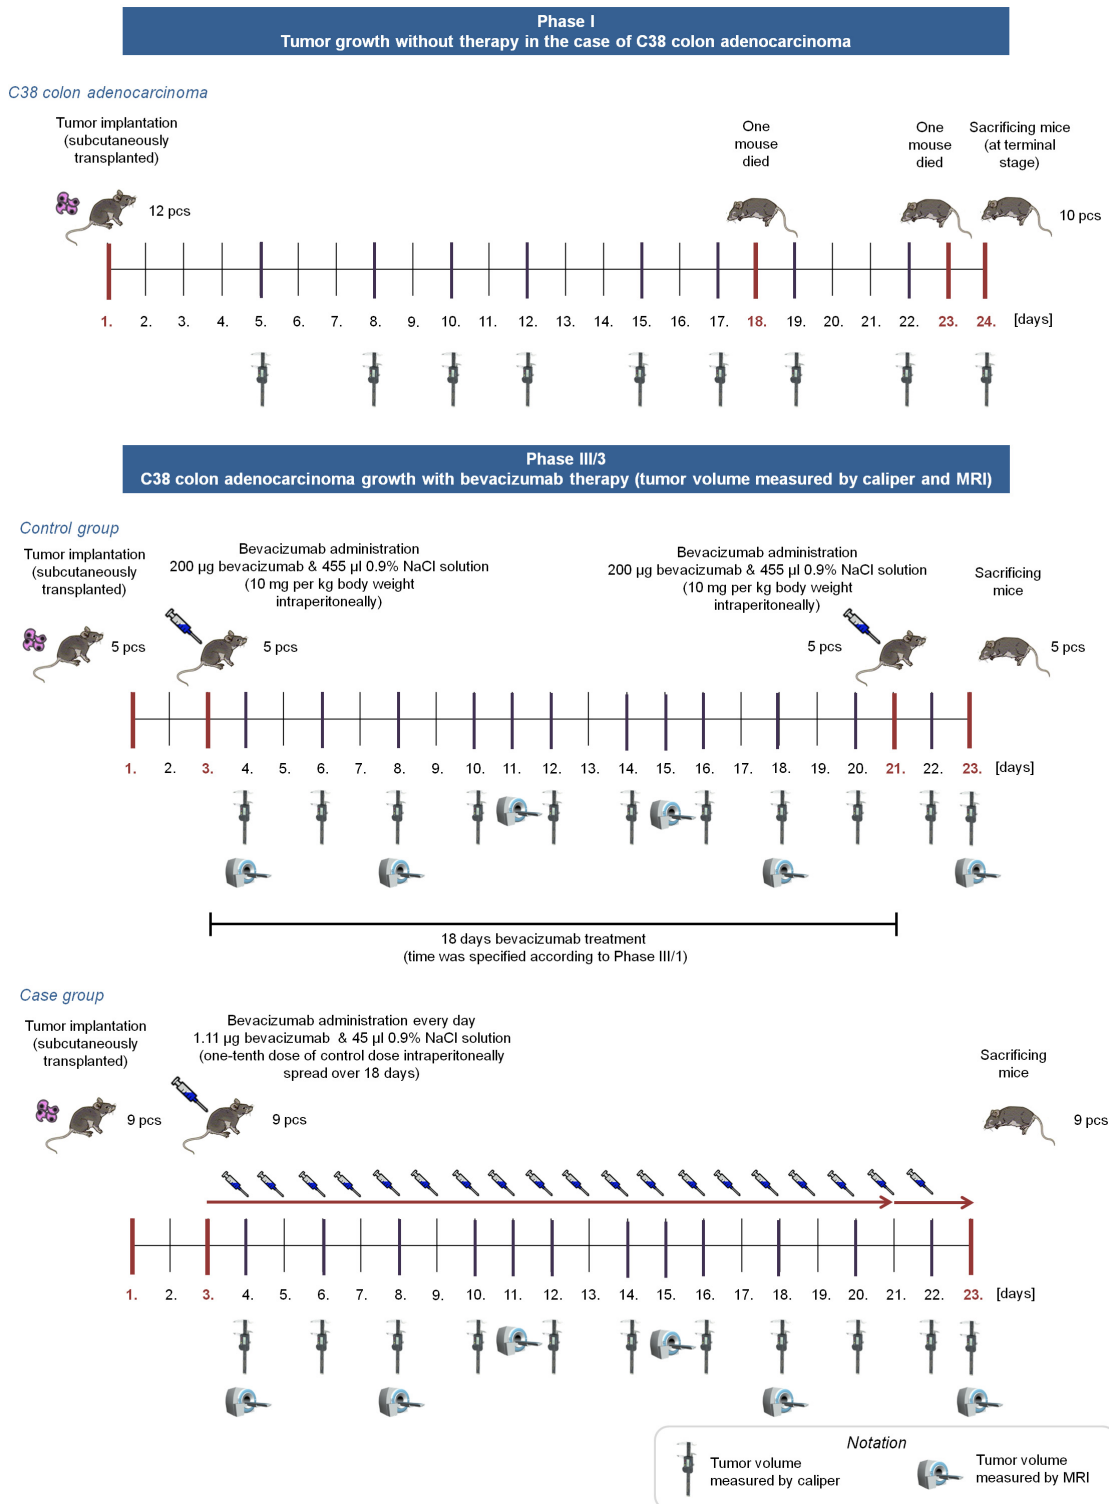 Phase I
Tumor growth without therapy in the case of C38 colon adenocarcinoma
C38 colon adenocarcinoma
Tumor implantation
(subcutaneously
transplanted)
12 pcs
One
mouse
died
One
mouse
died
Sacrificing mice
(at terminal
stage)
10 pcs
1. 2. 3. 4. 5. 6. 7. 8. 9. 10. 11. 12. 13. 14. 15. 16. 17. 18. 19. 20. 21. 22. 23. 24. [days]
Phase III/3
C38 colon adenocarcinoma growth with bevacizumab therapy (tumor volume measured by caliper and MRI)
Control group
Tumor implantation
(subcutaneously
transplanted)
5 pcs
Bevacizumab administration
200 µg bevacizumab & 455 µl 0.9% NaCl solution
(10 mg per kg body weight
intraperitoneally)
5 pcs
Bevacizumab administration
200 µg bevacizumab & 455 µl 0.9% NaCl solution
(10 mg per kg body weight
intraperitoneally)
5 pcs
Sacrificing
mice
5 pcs
1. 2. 3. 4. 5. 6. 7. 8. 9. 10. 11. 12. 13. 14. 15. 16. 17. 18. 19. 20. 21. 22. 23. [days]
18 days bevacizumab treatment
(time was specified according to Phase III/1)
Case group
Tumor implantation
(subcutaneously
transplanted)
9 pcs
Bevacizumab administration every day
1.11 µg bevacizumab & 45 µl 0.9% NaCl solution
(one-tenth dose of control dose intraperitoneally
spread over 18 days)
9 pcs
Sacrificing
mice
9 pcs
1. 2. 3. 4. 5. 6. 7. 8. 9. 10. 11. 12. 13. 14. 15. 16. 17. 18. 19. 20. 21. 22. 23. [days]
Notation
Tumor volume
measured by caliper
Tumor volume
measured by MRI